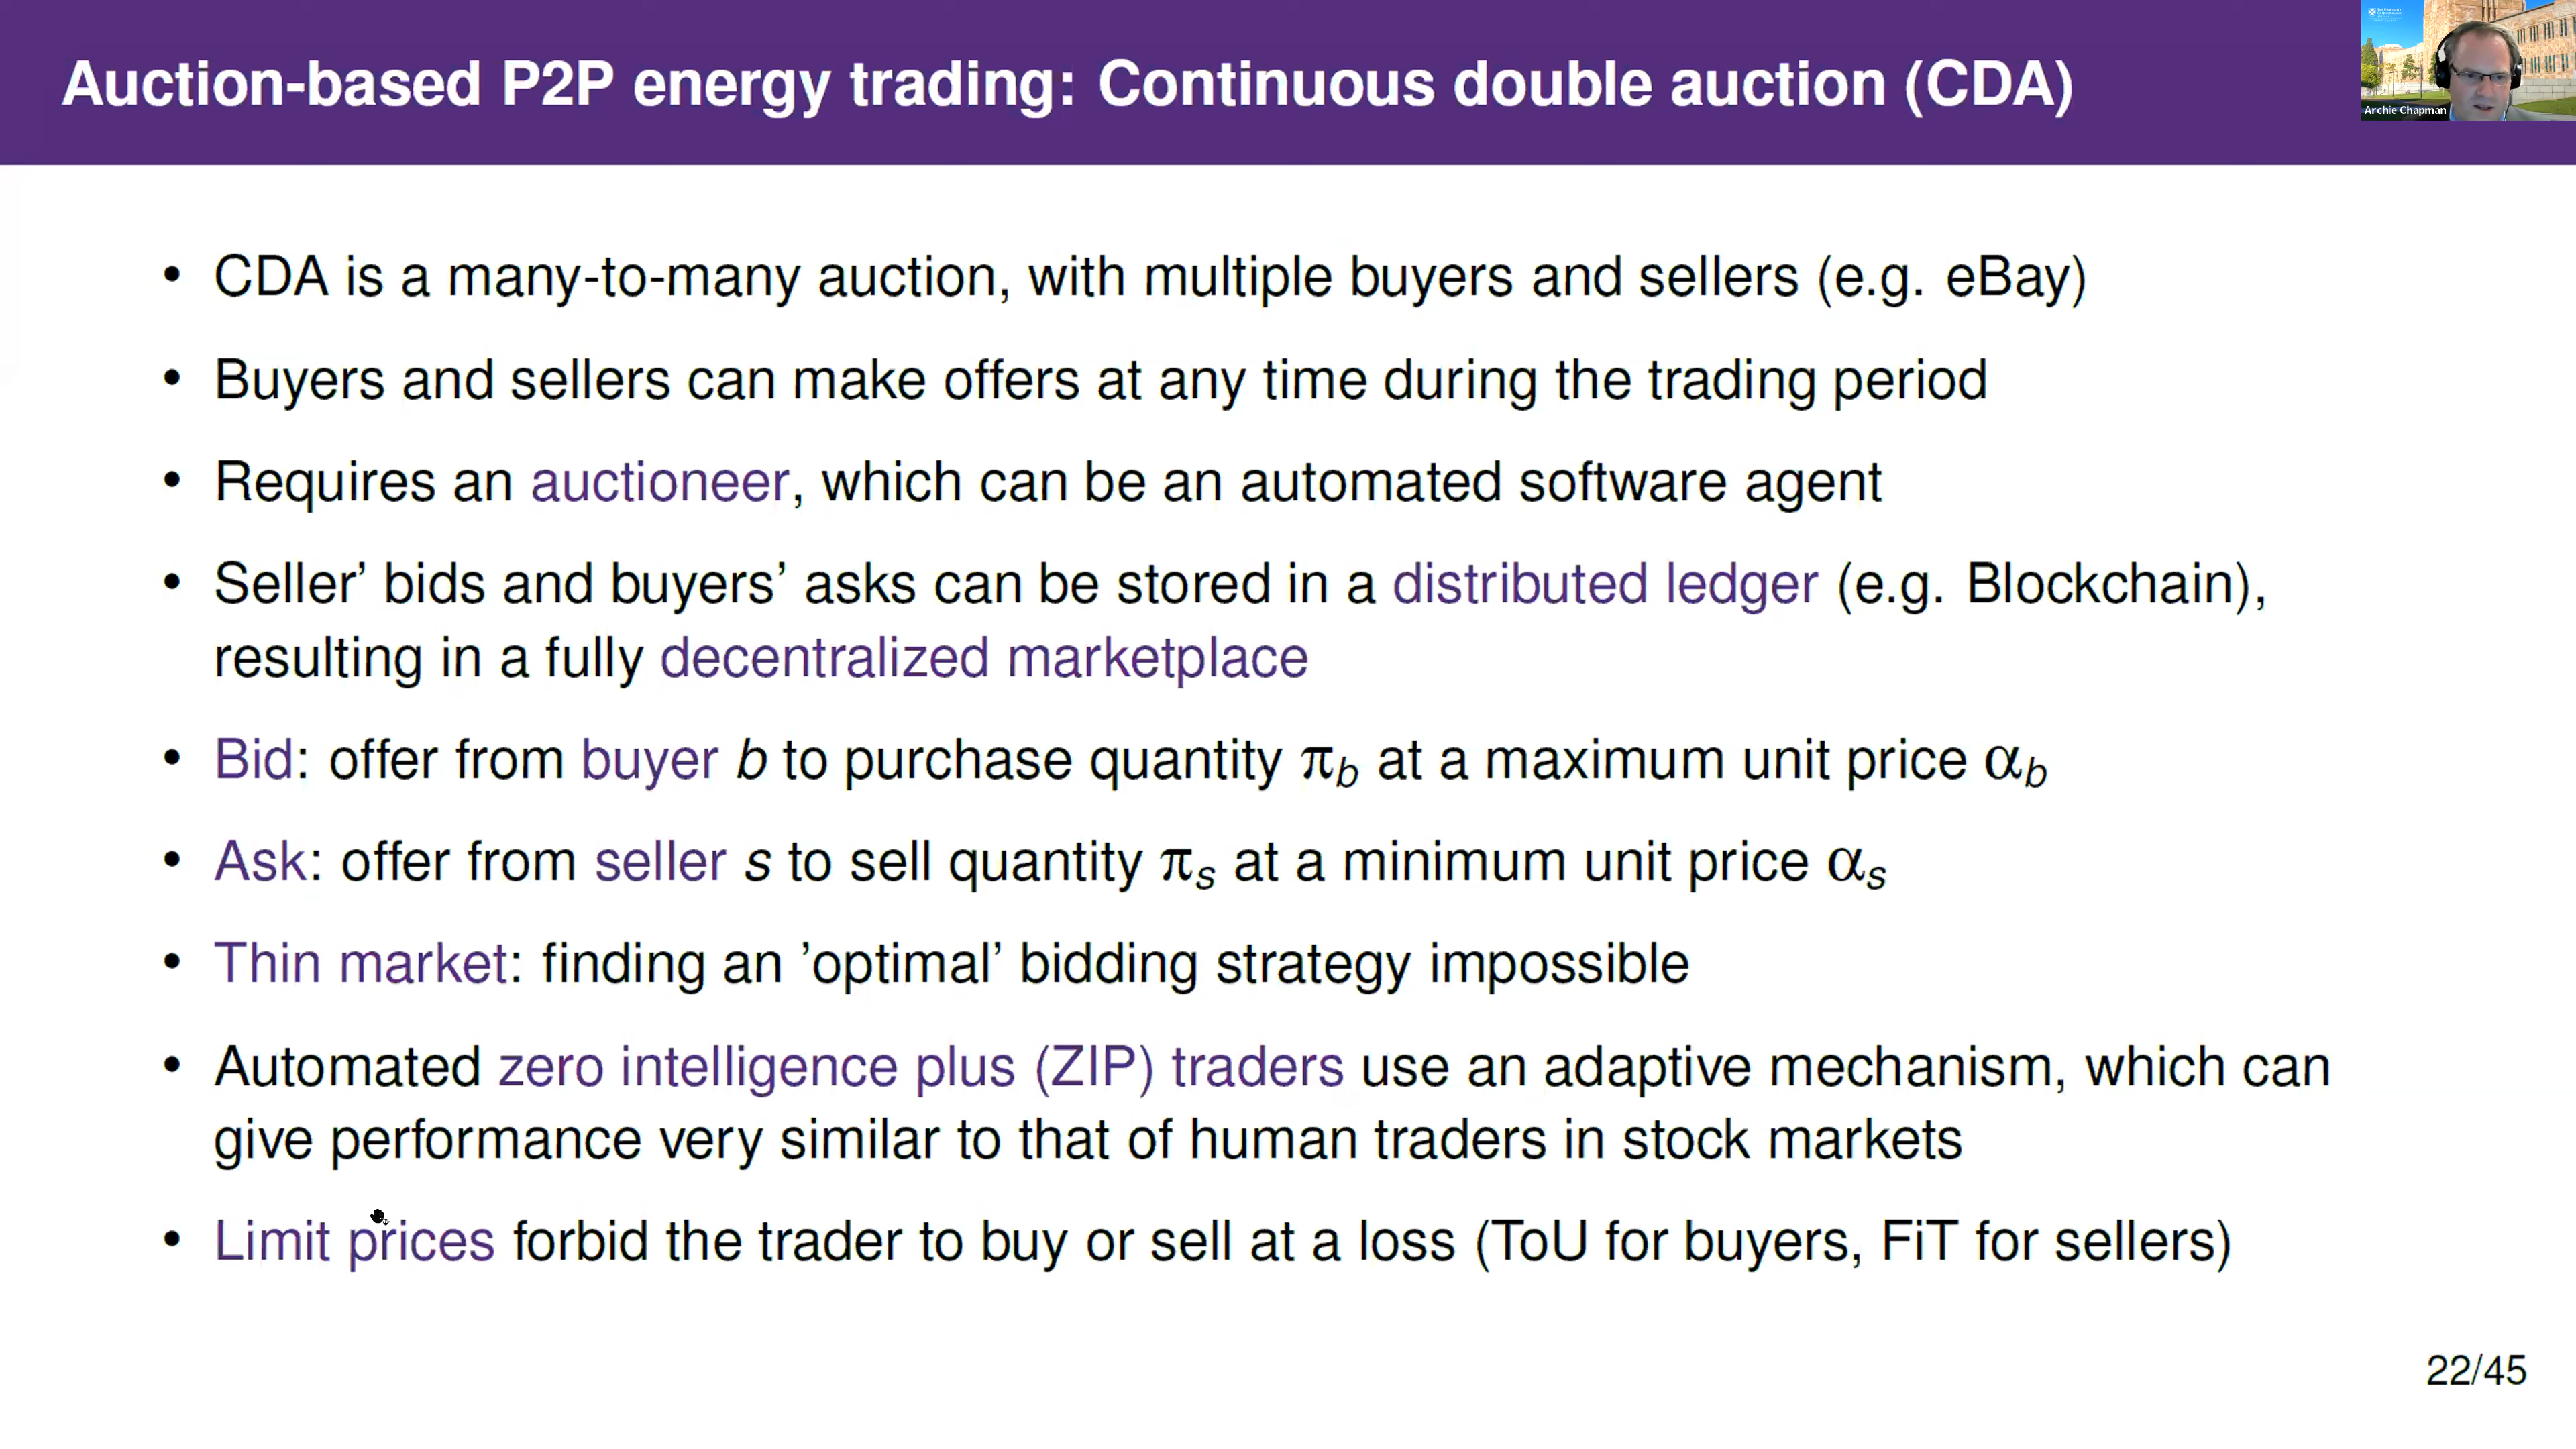 Auction-based P2P energy trading: Continuous double auction (CDA)
Archie Chapman
• CDA is a many-to-many auction, with multiple buyers and sellers (e.g. eBay)
• Buyers and sellers can make offers at any time during the trading period
• Requires an auctioneer, which can be an automated software agent
• Seller’ bids and buyers’ asks can be stored in a distributed ledger (e.g. Blockchain),
resulting in a fully decentralized marketplace
• Bid: offer from buyer b to purchase quantity π_b at a maximum unit price α_b
• Ask: offer from seller s to sell quantity π_s at a minimum unit price α_s
• Thin market: finding an ’optimal’ bidding strategy impossible
• Automated zero intelligence plus (ZIP) traders use an adaptive mechanism, which can
give performance very similar to that of human traders in stock markets
• Limit prices forbid the trader to buy or sell at a loss (ToU for buyers, FiT for sellers)
22/45